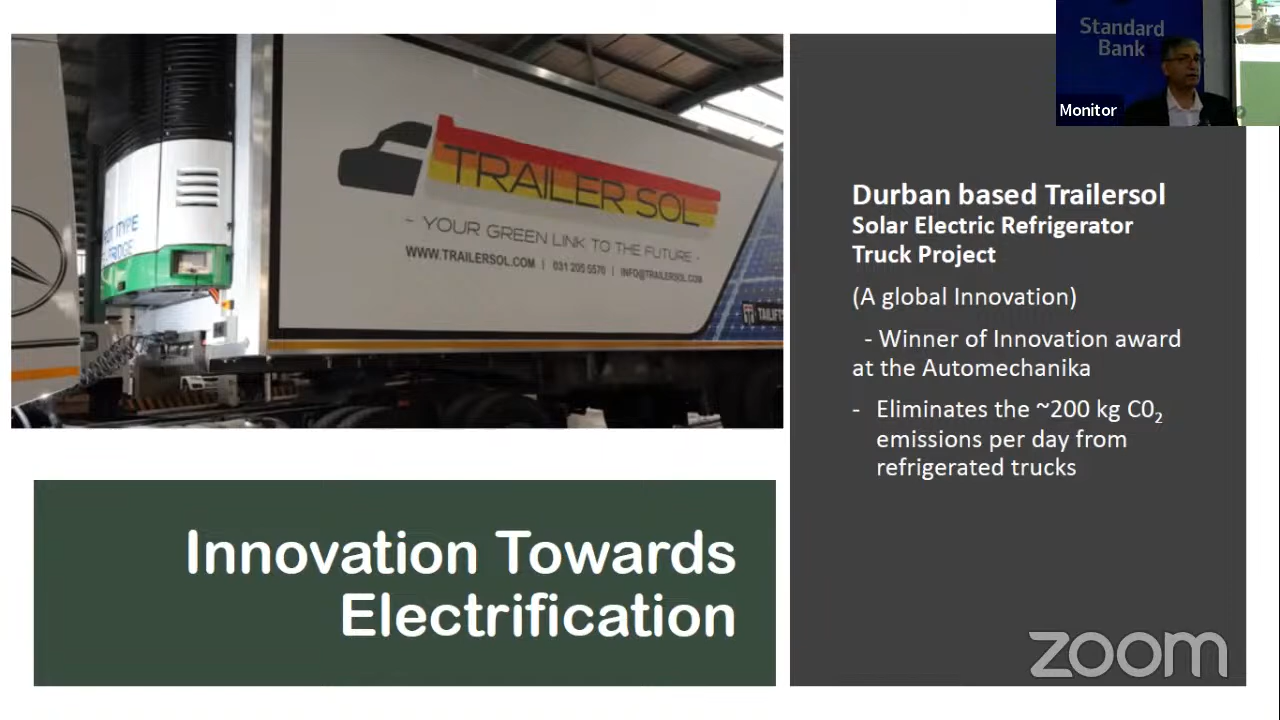 Standard
Bank
Monitor
TRAILER SOL
- YOUR GREEN LINK TO THE FUTURE -
WWW.TRAILERSOL.COM | 031 205 5570 | INFO@TRAILERSOL.COM
Durban based Trailersol
Solar Electric Refrigerator
Truck Project
(A global Innovation)
- Winner of Innovation award
at the Automechanika
- Eliminates the ~200 kg C0₂
emissions per day from
refrigerated trucks
Innovation Towards
Electrification
zoom